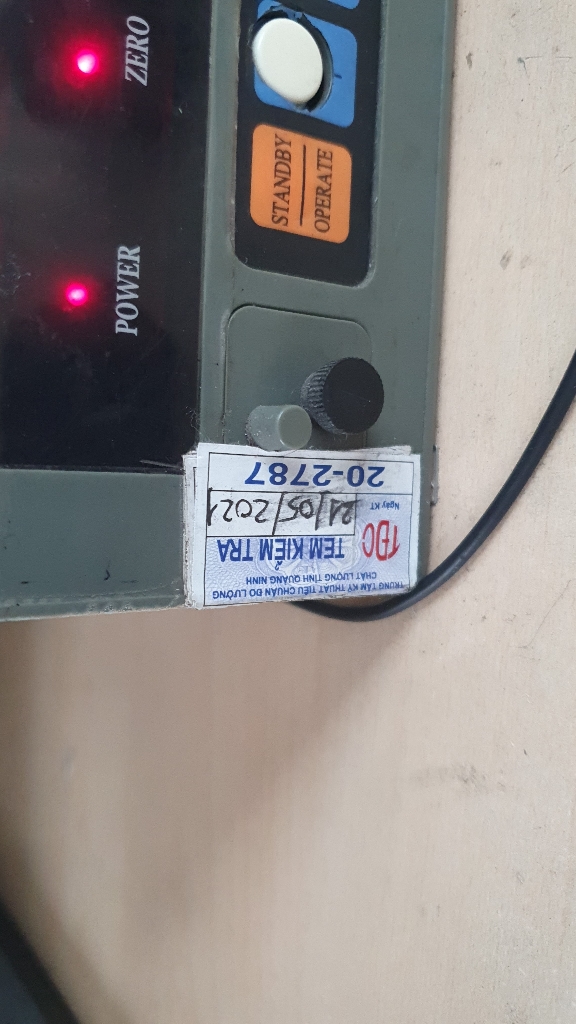 ZERO
POWER
STANDBY
OPERATE
TRUNG TÂM KỸ THUẬT TIÊU CHUẨN ĐO LƯỜNG
CHẤT LƯỢNG TỈNH QUẢNG NINH
TĐC
TEM KIỂM TRA
Ngày KT
21/05/2021
20-2787